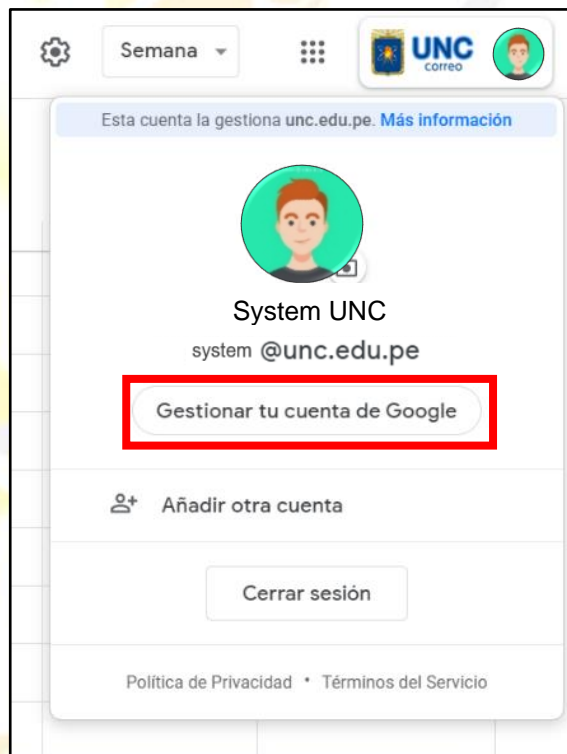 Semana
UNC
correo
Esta cuenta la gestiona unc.edu.pe. Más información
System UNC
system @unc.edu.pe
Gestionar tu cuenta de Google
Añadir otra cuenta
Cerrar sesión
Política de Privacidad • Términos del Servicio